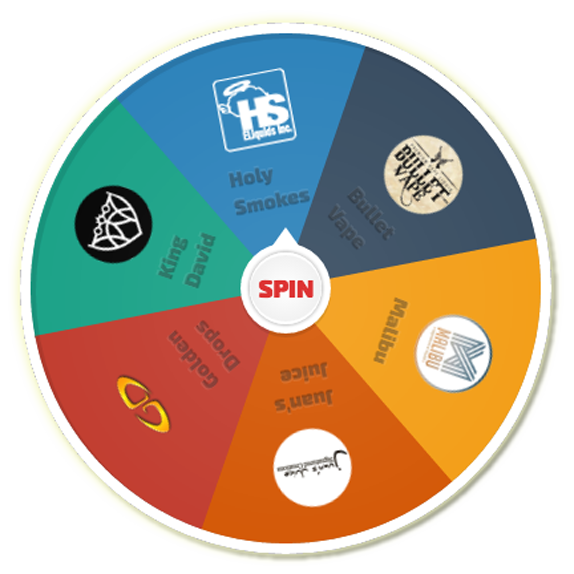 HS
ELiquids Inc.
Holy
Smokes
BULLET
BULLET
VAPE
Bullet
Vape
MALIBU
Malibu
Juan's
Juice
Juan's Juice
Golden
Drops
King
David
SPIN